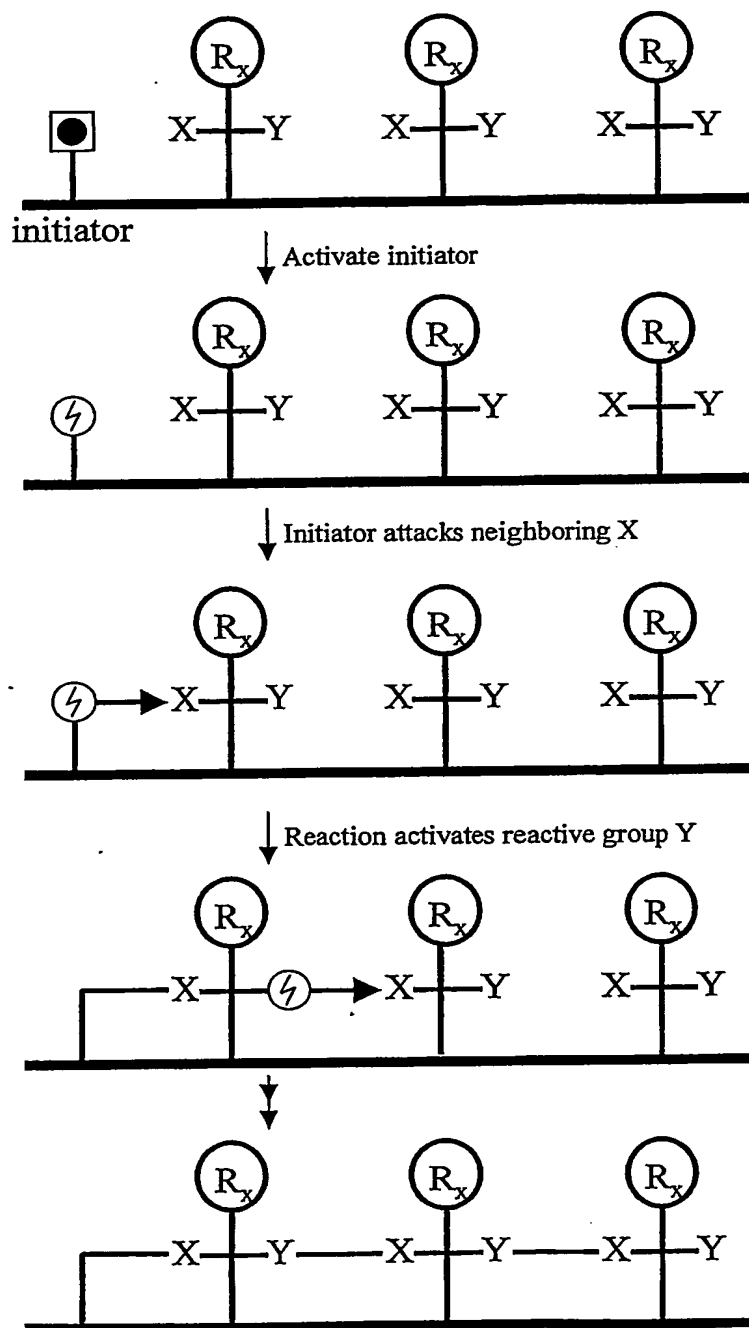 Rx Rx Rx
X Y X Y X Y
initiator
Activate initiator
Rx Rx Rx
X Y X Y X Y
Initiator attacks neighboring X
Rx Rx Rx
X Y X Y X Y
Reaction activates reactive group Y
Rx Rx Rx
X X Y X Y
Rx Rx Rx
X Y X Y X Y